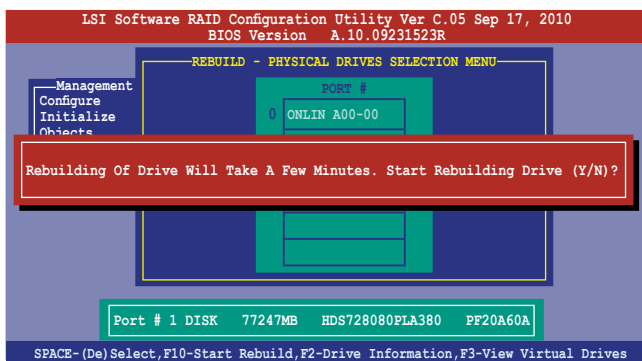 LSI Software RAID Configuration Utility Ver C.05 Sep 17, 2010
BIOS Version A.10.09231523R
REBUILD - PHYSICAL DRIVES SELECTION MENU
Management
Configure
Initialize
Objects
PORT #
0 ONLIN A00-00
Rebuilding Of Drive Will Take A Few Minutes. Start Rebuilding Drive (Y/N)?
Port # 1 DISK 77247MB HDS728080PLA380 PF20A60A
SPACE-(De)Select,F10-Start Rebuild,F2-Drive Information,F3-View Virtual Drives